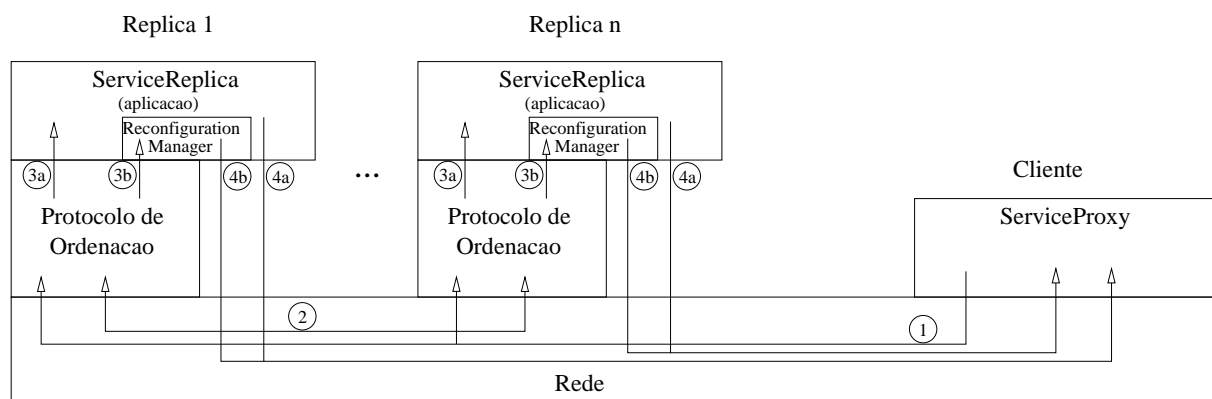 Replica 1
Replica n
ServiceReplica
(aplicacao)
Reconfiguration
Manager
ServiceReplica
(aplicacao)
Reconfiguration
Manager
3a
3b
4b
4a
...
3a
3b
4b
4a
Cliente
Protocolo de
Ordenacao
Protocolo de
Ordenacao
ServiceProxy
2
1
Rede